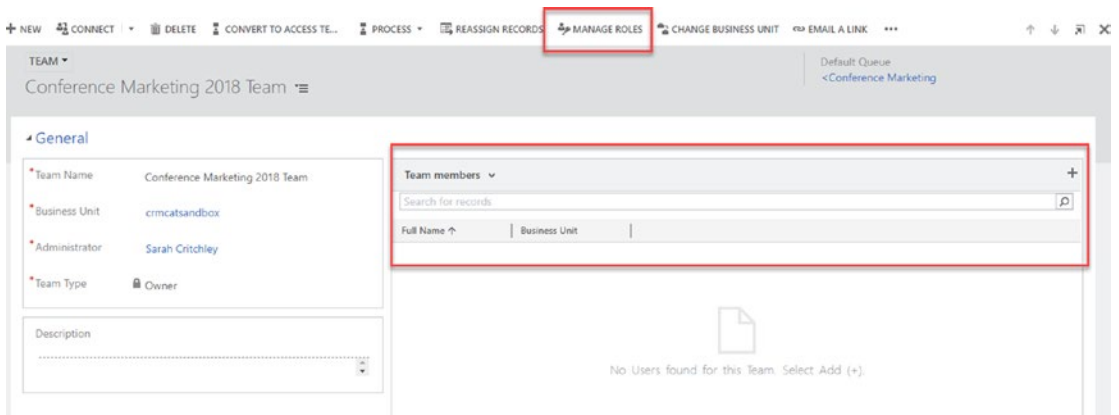 + NEW CONNECT DELETE CONVERT TO ACCESS TE... PROCESS REASSIGN RECORDS MANAGE ROLES CHANGE BUSINESS UNIT EMAIL A LINK ...
TEAM
Conference Marketing 2018 Team
Default Queue
<Conference Marketing
General
*Team Name Conference Marketing 2018 Team
*Business Unit crmcatsandbox
*Administrator Sarah Critchley
*Team Type Owner
Description
Team members +
Search for records
Full Name ↑ Business Unit
No Users found for this Team. Select Add (+).